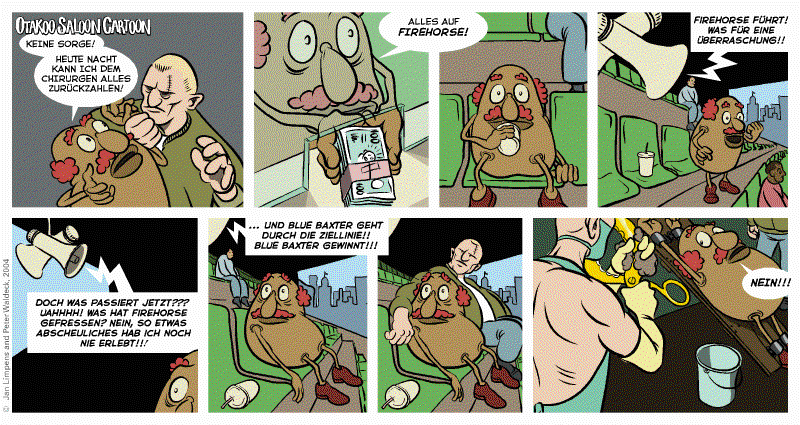 OTAKOO SALOON CARTOON
KEINE SORGE!
HEUTE NACHT
KANN ICH DEM
CHIRURGEN ALLES
ZURÜCKZAHLEN!
ALLES AUF
FIREHORSE!
FIREHORSE FÜHRT!
WAS FÜR EINE
ÜBERRASCHUNG!!
DOCH WAS PASSIERT JETZT???
UAHHHH! WAS HAT FIREHORSE
GEFRESSEN? NEIN, SO ETWAS
ABSCHEULICHES HAB ICH NOCH
NIE ERLEBT!!!
... UND BLUE BAXTER GEHT
DURCH DIE ZIELLINIE!!
BLUE BAXTER GEWINNT!!!
NEIN!!!
© Jan Limpens and Peter Waldeck, 2004